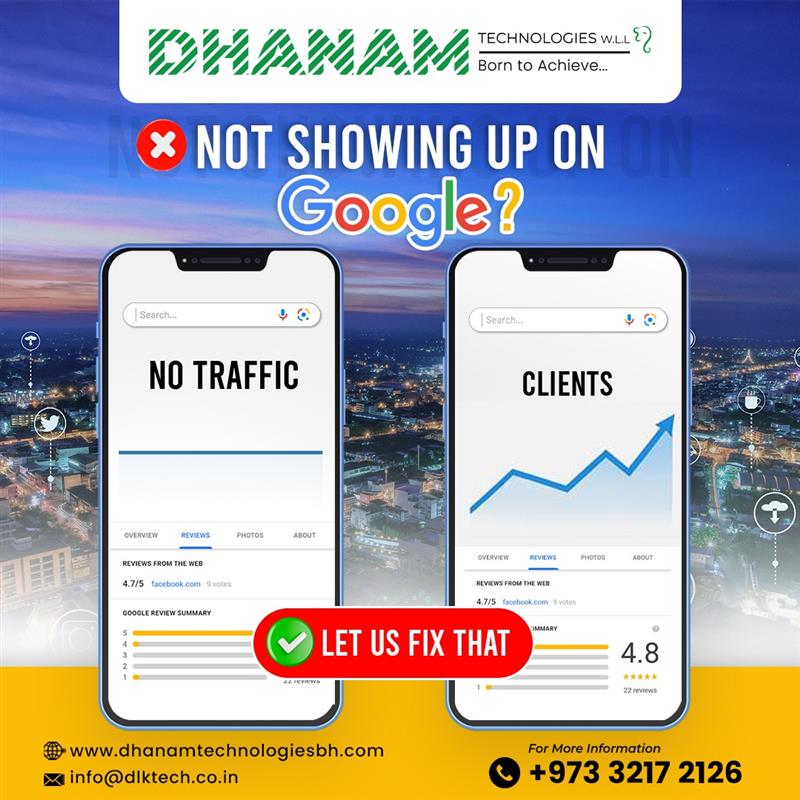 DHANAM
TECHNOLOGIES W.L.L
Born to Achieve...
NOT SHOWING UP ON
Google?
Search...
NO TRAFFIC
OVERVIEW REVIEWS PHOTOS ABOUT
REVIEWS FROM THE WEB
4.7/5 facebook.com · 9 votes
GOOGLE REVIEW SUMMARY
5
4
3
2
1
22 reviews
Search...
CLIENTS
OVERVIEW REVIEWS PHOTOS ABOUT
REVIEWS FROM THE WEB
4.7/5 facebook.com · 9 votes
4.8
1
22 reviews
LET US FIX THAT
www.dhanamtechnologiesbh.com
info@dlktech.co.in
For More Information
+973 3217 2126